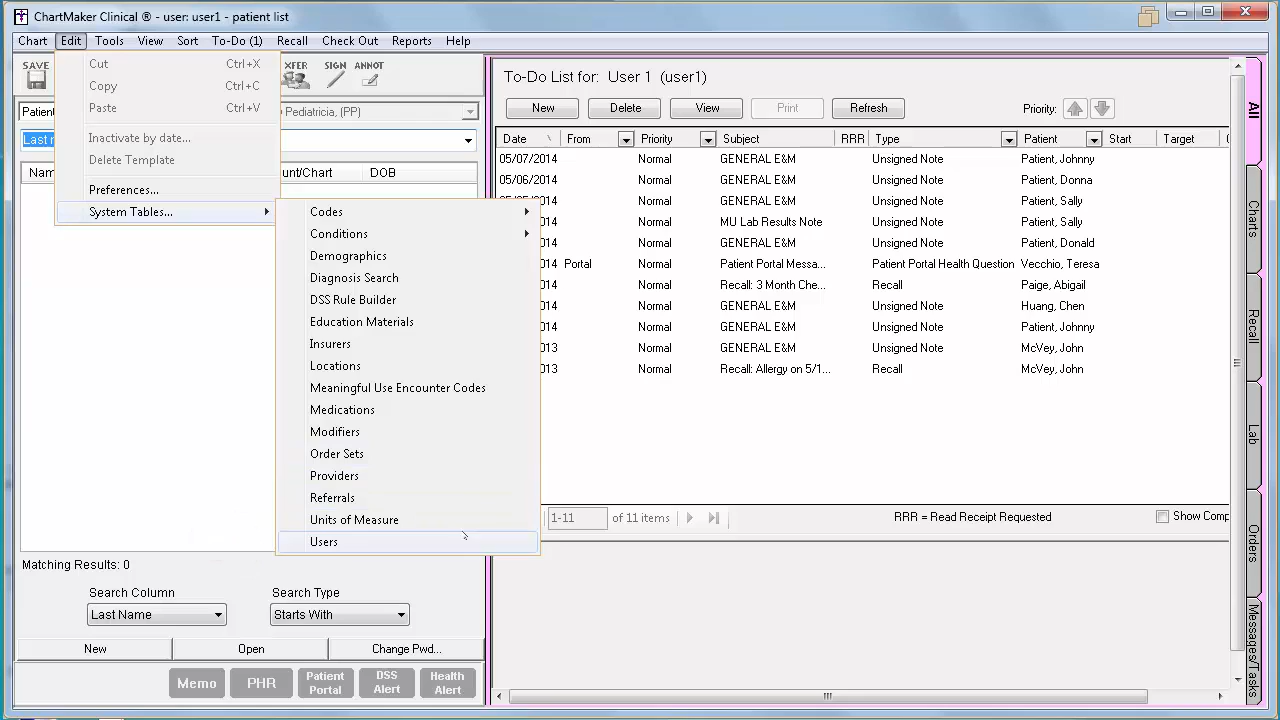 ChartMaker Clinical ® - user: user1 - patient list
Chart Edit Tools View Sort To-Do (1) Recall Check Out Reports Help
SAVE XFER SIGN ANNOT
Cut Ctrl+X
Copy Ctrl+C
Paste Ctrl+V
Inactivate by date...
Delete Template
Preferences...
System Tables...
Pediatricia, (PP)
DOB
Codes
Conditions
Demographics
Diagnosis Search
DSS Rule Builder
Education Materials
Insurers
Locations
Meaningful Use Encounter Codes
Medications
Modifiers
Order Sets
Providers
Referrals
Units of Measure
Users
Matching Results: 0
Search Column Search Type
Last Name Starts With
New Open Change Pwd...
Memo PHR Patient Portal DSS Alert Health Alert
To-Do List for: User 1 (user1)
New Delete View Print Refresh Priority:
Date From Priority Subject RRR Type Patient Start Target
05/07/2014 Normal GENERAL E&M Unsigned Note Patient, Johnny
05/06/2014 Normal GENERAL E&M Unsigned Note Patient, Donna
Normal GENERAL E&M Unsigned Note Patient, Sally
014 Normal MU Lab Results Note Unsigned Note Patient, Sally
014 Normal GENERAL E&M Unsigned Note Patient, Donald
014 Portal Normal Patient Portal Messa... Patient Portal Health Question Vecchio, Teresa
014 Normal Recall: 3 Month Che... Recall Paige, Abigail
014 Normal GENERAL E&M Unsigned Note Huang, Chen
014 Normal GENERAL E&M Unsigned Note Patient, Johnny
013 Normal GENERAL E&M Unsigned Note McVey, John
013 Normal Recall: Allergy on 5/1... Recall McVey, John
1-11 of 11 items RRR = Read Receipt Requested Show Comp
All
Charts
Recall
Lab
Orders
Messages/Tasks